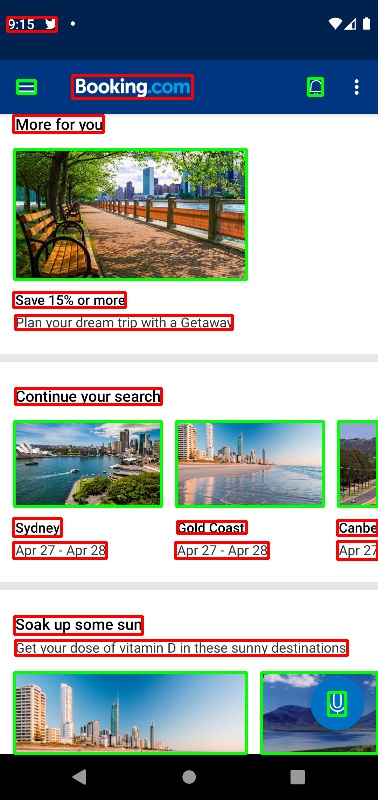 9:15
Booking.com
More for you
Save 15% or more
Plan your dream trip with a Getaway
Continue your search
Sydney
Gold Coast
Canbe
Apr 27 - Apr 28
Apr 27 - Apr 28
Apr 27
Soak up some sun
Get your dose of vitamin D in these sunny destinations